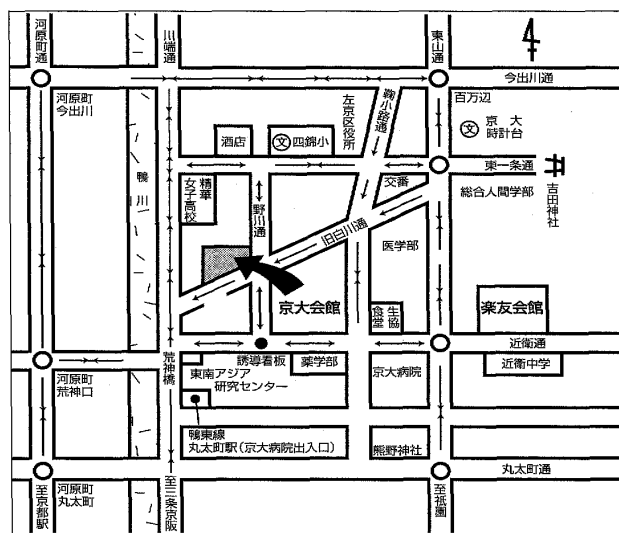 河原町通
川端通
東山通
今出川通
河原町
今出川
鞠小路通
左京区役所
百万辺
文
京大
時計台
酒店
文
四錦小
東一条通
鴨川
精華
女子高校
野川通
交番
総合人間学部
吉田神社
旧白川通
医学部
京大会館
生協
食堂
楽友会館
近衛通
荒神橋
誘導看板
薬学部
京大病院
近衛中学
東南アジア
研究センター
河原町
荒神口
鴨東線
丸太町駅(京大病院出入口)
熊野神社
丸太町通
至京都駅
河原町
丸太町
至三条京阪
至祇園